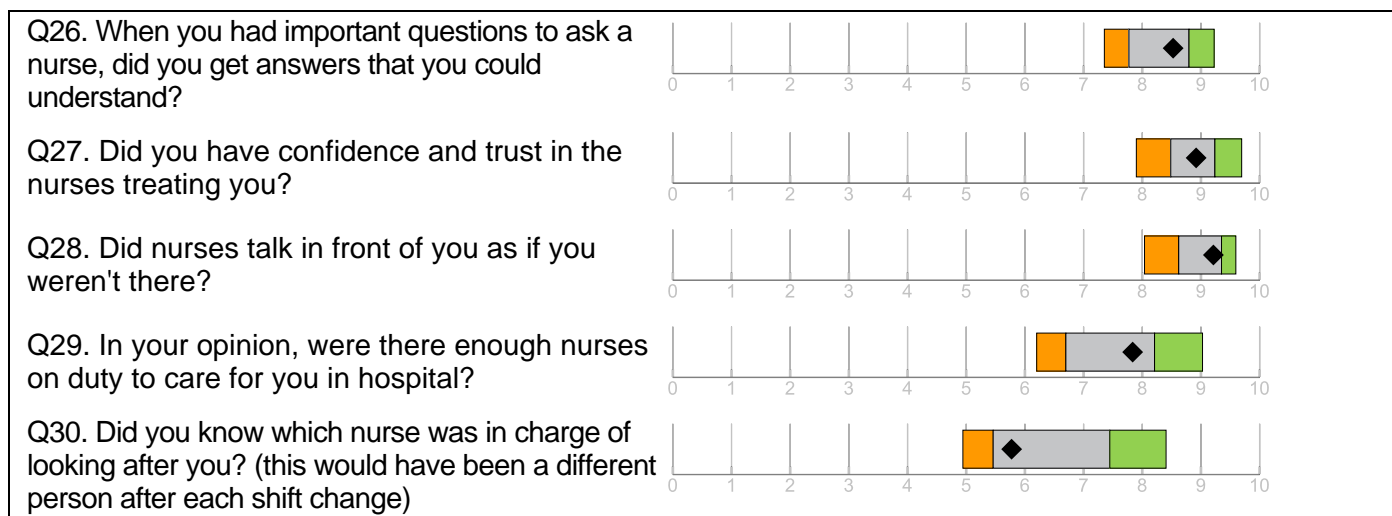 Q26. When you had important questions to ask a
nurse, did you get answers that you could
understand?
0 1 2 3 4 5 6 7 8 9 10
Q27. Did you have confidence and trust in the
nurses treating you?
0 1 2 3 4 5 6 7 8 9 10
Q28. Did nurses talk in front of you as if you
weren't there?
0 1 2 3 4 5 6 7 8 9 10
Q29. In your opinion, were there enough nurses
on duty to care for you in hospital?
0 1 2 3 4 5 6 7 8 9 10
Q30. Did you know which nurse was in charge of
looking after you? (this would have been a different
person after each shift change)
0 1 2 3 4 5 6 7 8 9 10